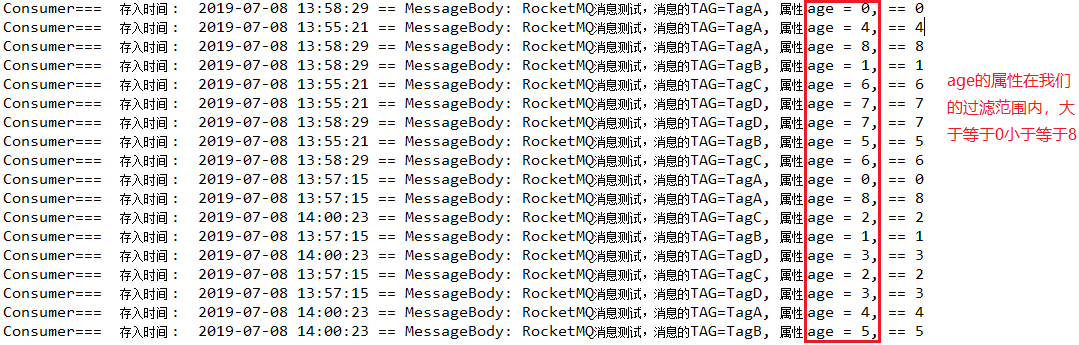 Consumer=== 存入时间： 2019-07-08 13:58:29 == MessageBody: RocketMQ消息测试，消息的TAG=TagA, 属性age = 0, == 0
Consumer=== 存入时间： 2019-07-08 13:55:21 == MessageBody: RocketMQ消息测试，消息的TAG=TagA, 属性age = 4, == 4
Consumer=== 存入时间： 2019-07-08 13:58:29 == MessageBody: RocketMQ消息测试，消息的TAG=TagA, 属性age = 8, == 8
Consumer=== 存入时间： 2019-07-08 13:58:29 == MessageBody: RocketMQ消息测试，消息的TAG=TagB, 属性age = 1, == 1
Consumer=== 存入时间： 2019-07-08 13:55:21 == MessageBody: RocketMQ消息测试，消息的TAG=TagC, 属性age = 6, == 6
Consumer=== 存入时间： 2019-07-08 13:55:21 == MessageBody: RocketMQ消息测试，消息的TAG=TagD, 属性age = 7, == 7
Consumer=== 存入时间： 2019-07-08 13:58:29 == MessageBody: RocketMQ消息测试，消息的TAG=TagD, 属性age = 7, == 7
Consumer=== 存入时间： 2019-07-08 13:55:21 == MessageBody: RocketMQ消息测试，消息的TAG=TagB, 属性age = 5, == 5
Consumer=== 存入时间： 2019-07-08 13:58:29 == MessageBody: RocketMQ消息测试，消息的TAG=TagC, 属性age = 6, == 6
Consumer=== 存入时间： 2019-07-08 13:57:15 == MessageBody: RocketMQ消息测试，消息的TAG=TagA, 属性age = 0, == 0
Consumer=== 存入时间： 2019-07-08 13:57:15 == MessageBody: RocketMQ消息测试，消息的TAG=TagA, 属性age = 8, == 8
Consumer=== 存入时间： 2019-07-08 14:00:23 == MessageBody: RocketMQ消息测试，消息的TAG=TagC, 属性age = 2, == 2
Consumer=== 存入时间： 2019-07-08 13:57:15 == MessageBody: RocketMQ消息测试，消息的TAG=TagB, 属性age = 1, == 1
Consumer=== 存入时间： 2019-07-08 14:00:23 == MessageBody: RocketMQ消息测试，消息的TAG=TagD, 属性age = 3, == 3
Consumer=== 存入时间： 2019-07-08 13:57:15 == MessageBody: RocketMQ消息测试，消息的TAG=TagC, 属性age = 2, == 2
Consumer=== 存入时间： 2019-07-08 13:57:15 == MessageBody: RocketMQ消息测试，消息的TAG=TagD, 属性age = 3, == 3
Consumer=== 存入时间： 2019-07-08 14:00:23 == MessageBody: RocketMQ消息测试，消息的TAG=TagA, 属性age = 4, == 4
Consumer=== 存入时间： 2019-07-08 14:00:23 == MessageBody: RocketMQ消息测试，消息的TAG=TagB, 属性age = 5, == 5
age的属性在我们
的过滤范围内，大
于等于0小于等于8